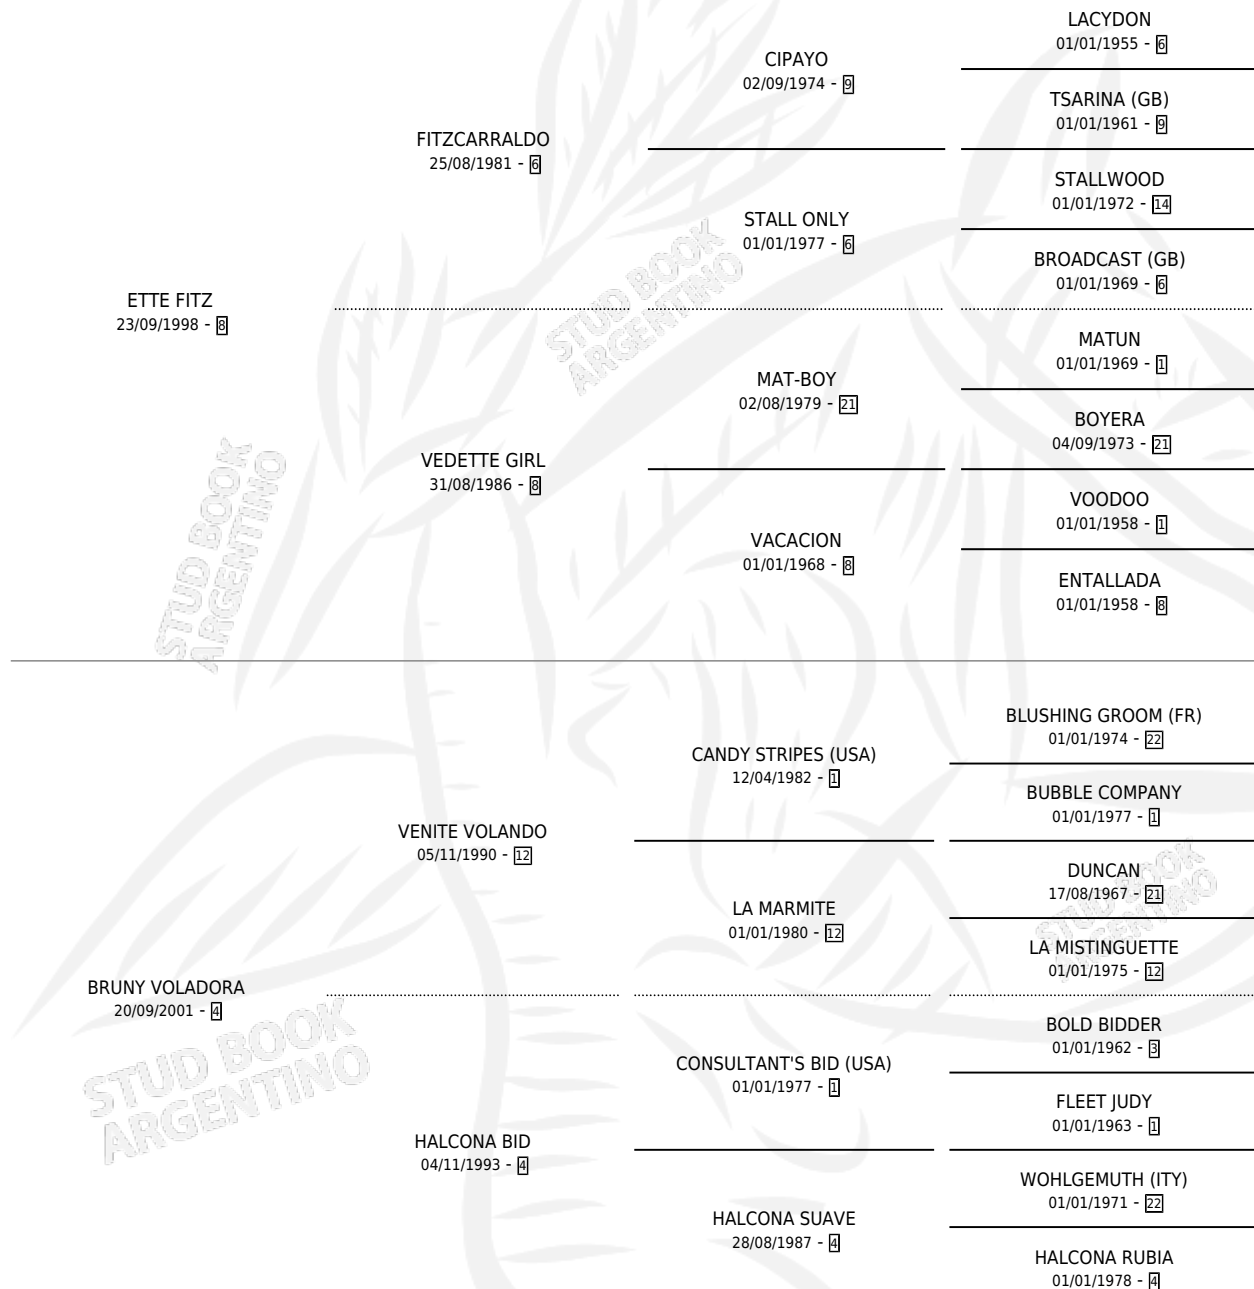 LACYDON
01/01/1955 - 6
CIPAYO
02/09/1974 - 9
TSARINA (GB)
01/01/1961 - 9
FITZCARRALDO
25/08/1981 - 6
STALLWOOD
01/01/1972 - 14
STALL ONLY
01/01/1977 - 6
BROADCAST (GB)
01/01/1969 - 6
ETTE FITZ
23/09/1998 - 8
STUD BOOK
ARGENTINO
MATUN
01/01/1969 - 1
MAT-BOY
02/08/1979 - 21
BOYERA
04/09/1973 - 21
VEDETTE GIRL
31/08/1986 - 8
VOODOO
01/01/1958 - 1
VACACION
01/01/1968 - 8
ENTALLADA
01/01/1958 - 8
STUD BOOK
ARGENTINO
BLUSHING GROOM (FR)
01/01/1974 - 22
CANDY STRIPES (USA)
12/04/1982 - 1
BUBBLE COMPANY
01/01/1977 - 1
VENITE VOLANDO
05/11/1990 - 12
DUNCAN
17/08/1967 - 21
LA MARMITE
01/01/1980 - 12
LA MISTINGUETTE
01/01/1975 - 12
STUD BOOK
ARGENTINO
BRUNY VOLADORA
20/09/2001 - 4
BOLD BIDDER
01/01/1962 - 3
CONSULTANT'S BID (USA)
01/01/1977 - 1
FLEET JUDY
01/01/1963 - 1
STUD BOOK
ARGENTINO
HALCONA BID
04/11/1993 - 4
WOHLGEMUTH (ITY)
01/01/1971 - 22
HALCONA SUAVE
28/08/1987 - 4
HALCONA RUBIA
01/01/1978 - 4